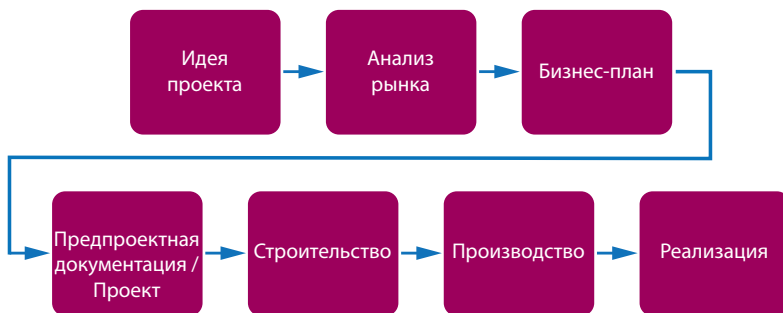 Идея
проекта
Анализ
рынка
Бизнес-план
Предпроектная
документация /
Проект
Строительство
Производство
Реализация